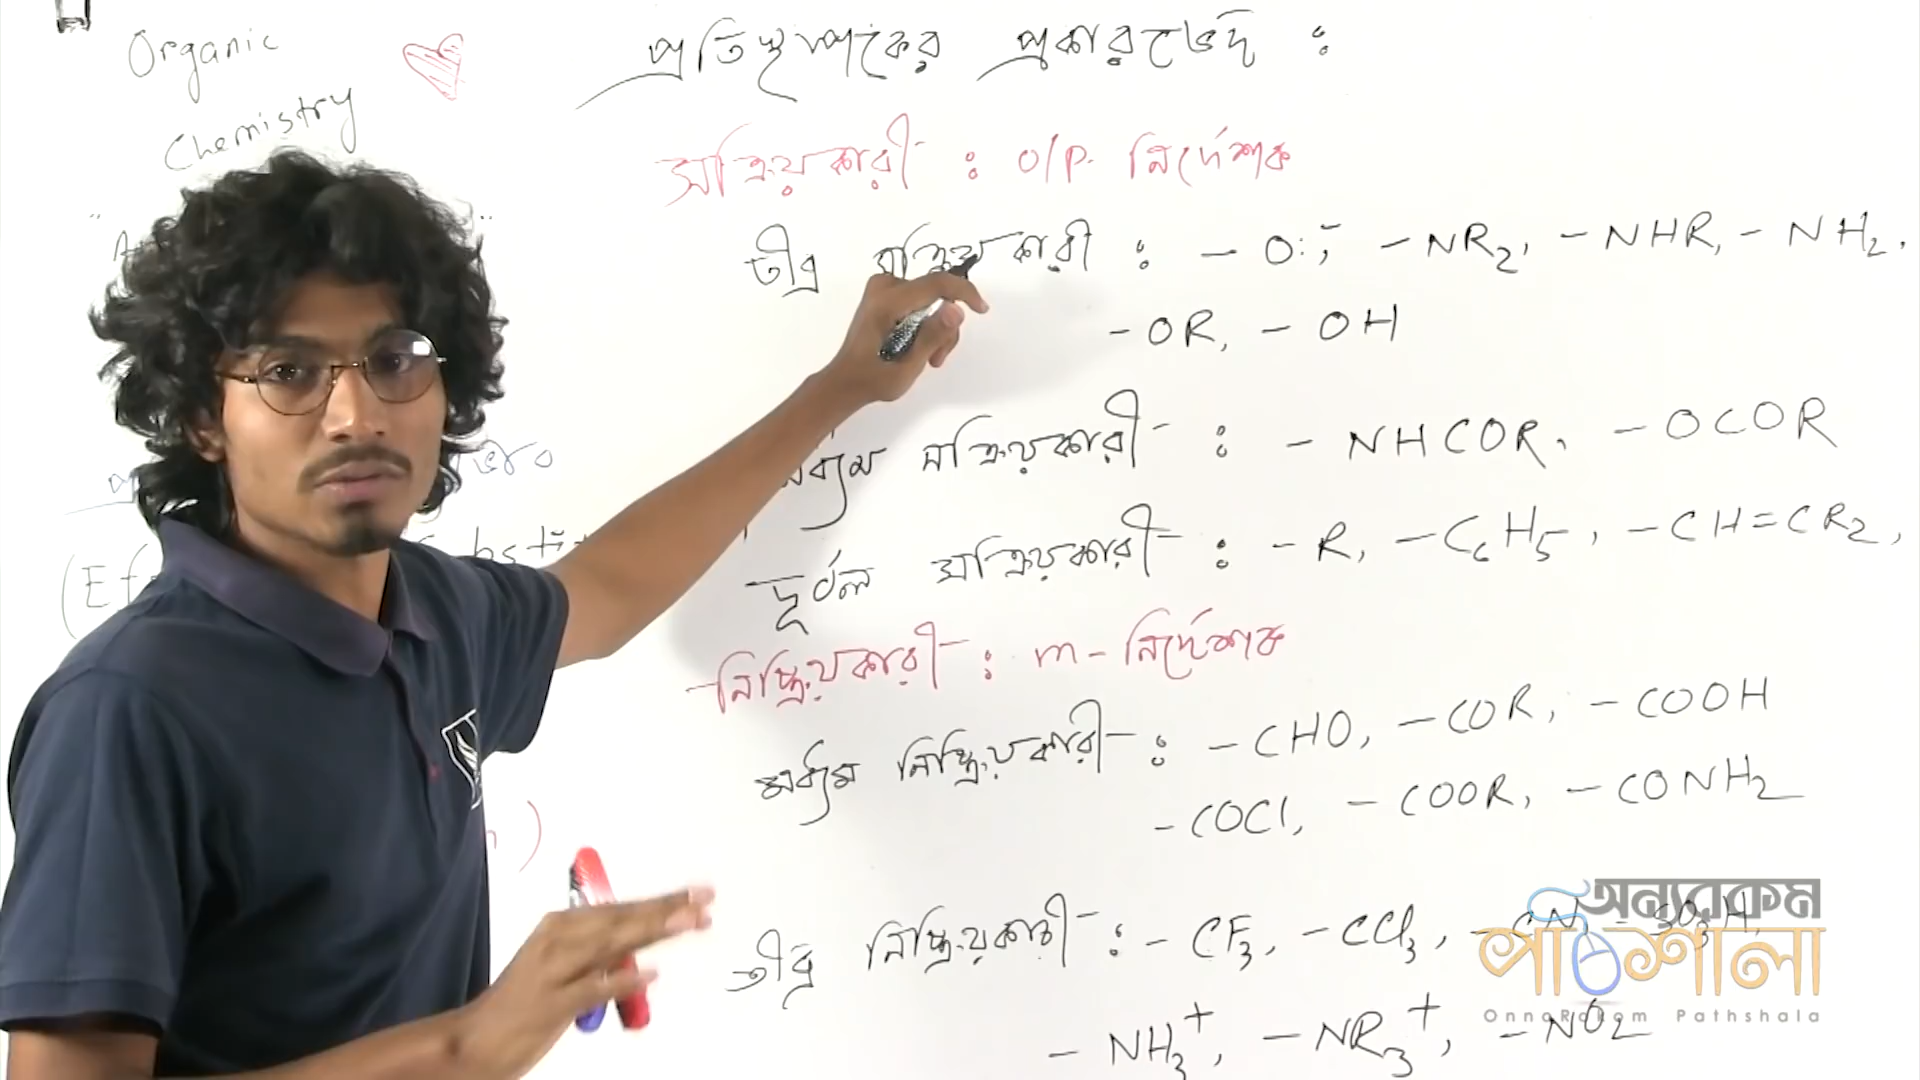 Organic
Chemistry
প্রতিস্থাপকের প্রকারভেদ :
সক্রিয়কারী : o/p- নির্দেশক
তীব্র সক্রিয়কারী : – O:⁻, – NR₂, – NHR, – NH₂,
– OR, – OH
মধ্যম সক্রিয়কারী : – NHCOR, – OCOR
দুর্বল সক্রিয়কারী : – R, – C₆H₅, – CH=CR₂,
নিষ্ক্রিয়কারী : m- নির্দেশক
মধ্যম নিষ্ক্রিয়কারী : – CHO, – COR, – COOH
– COCl, – COOR, – CONH₂
তীব্র নিষ্ক্রিয়কারী : – CF₃, – CCl₃, – CN, – SO₃H,
– NH₃⁺, – NR₃⁺, – NO₂
অন্যরকম
পাঠশালা
OnnoRokom Pathshala